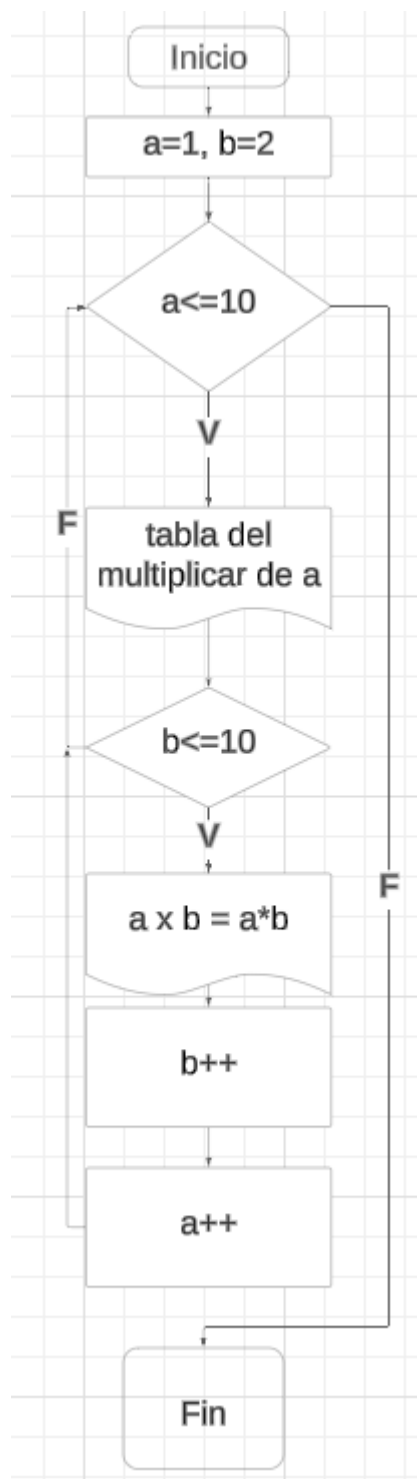 Inicio
a=1, b=2
a<=10
V
F
tabla del
multiplicar de a
b<=10
V
F
a x b = a*b
b++
a++
Fin